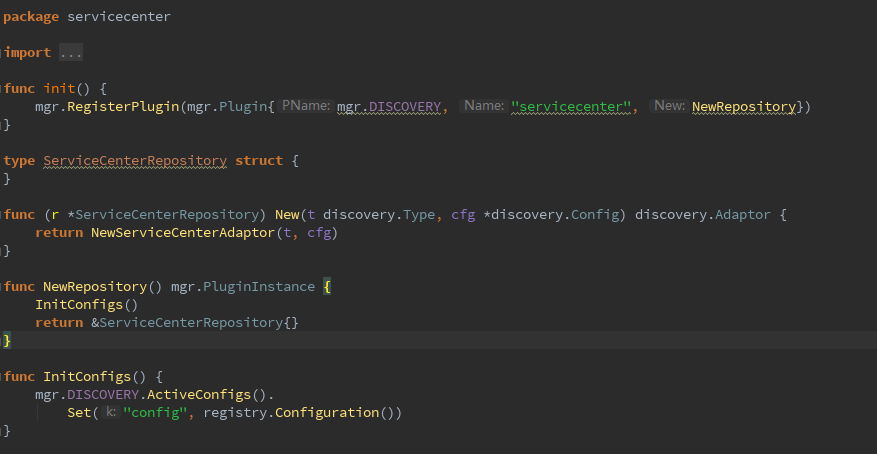 package servicecenter
import ...
func init() {
mgr.RegisterPlugin(mgr.Plugin{ PName: mgr.DISCOVERY, Name: "servicecenter", New: NewRepository})
}
type ServiceCenterRepository struct {
}
func (r *ServiceCenterRepository) New(t discovery.Type, cfg *discovery.Config) discovery.Adaptor {
return NewServiceCenterAdaptor(t, cfg)
}
func NewRepository() mgr.PluginInstance {
InitConfigs()
return &ServiceCenterRepository{}
}
func InitConfigs() {
mgr.DISCOVERY.ActiveConfigs().
Set( k: "config", registry.Configuration())
}